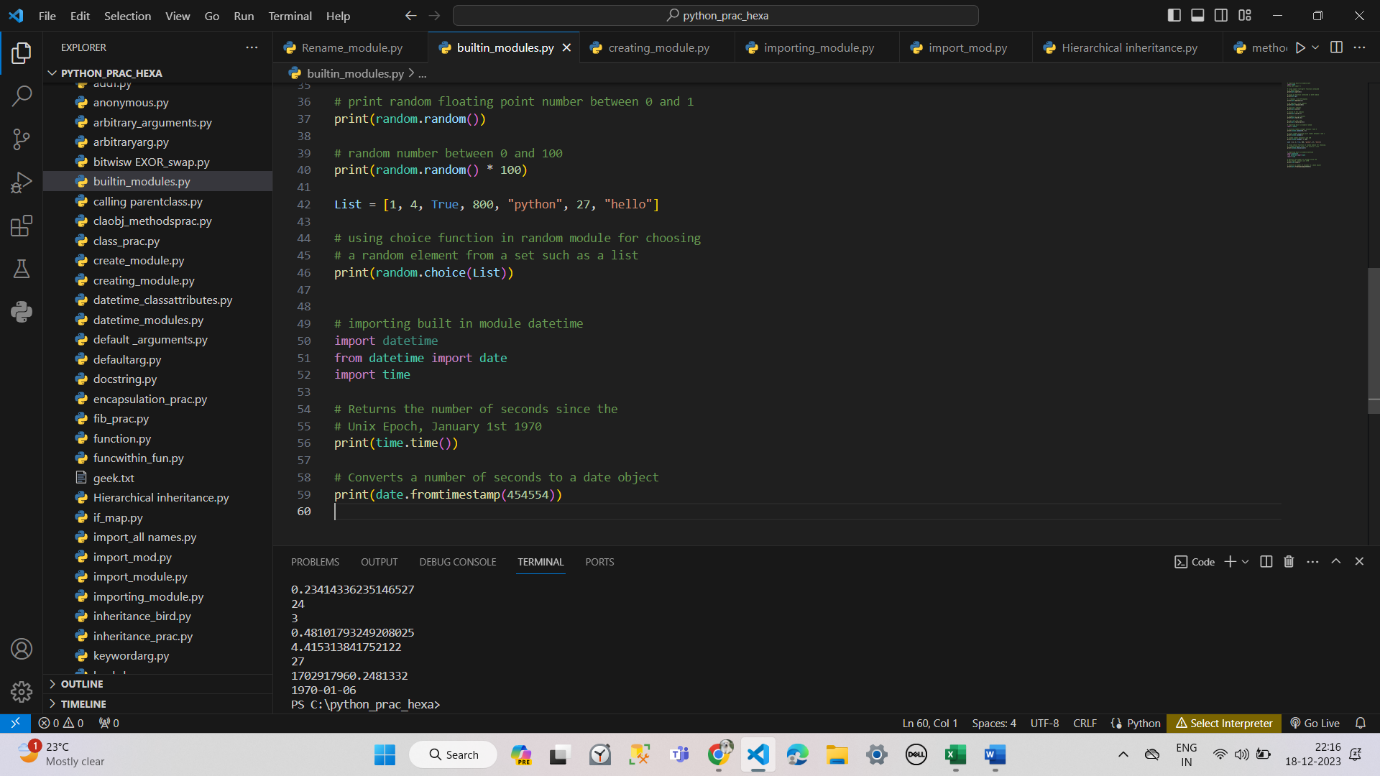 File Edit Selection View Go Run Terminal Help
python_prac_hexa
EXPLORER
Rename_module.py
builtin_modules.py
creating_module.py
importing_module.py
import_mod.py
Hierarchical inheritance.py
metho
PYTHON_PRAC_HEXA
builtin_modules.py > ...
anonymous.py
arbitrary_arguments.py
arbitraryarg.py
bitwisw EXOR_swap.py
builtin_modules.py
calling parentclass.py
claobj_methodsprac.py
class_prac.py
create_module.py
creating_module.py
datetime_classattributes.py
datetime_modules.py
default _arguments.py
defaultarg.py
docstring.py
encapsulation_prac.py
fib_prac.py
function.py
funcwithin_fun.py
geek.txt
Hierarchical inheritance.py
if_map.py
import_all names.py
import_mod.py
import_module.py
importing_module.py
inheritance_bird.py
inheritance_prac.py
keywordarg.py
OUTLINE
TIMELINE
35
36 # print random floating point number between 0 and 1
37 print(random.random())
38
39 # random number between 0 and 100
40 print(random.random() * 100)
41
42 List = [1, 4, True, 800, "python", 27, "hello"]
43
44 # using choice function in random module for choosing
45 # a random element from a set such as a list
46 print(random.choice(List))
47
48
49 # importing built in module datetime
50 import datetime
51 from datetime import date
52 import time
53
54 # Returns the number of seconds since the
55 # Unix Epoch, January 1st 1970
56 print(time.time())
57
58 # Converts a number of seconds to a date object
59 print(date.fromtimestamp(454554))
60
PROBLEMS OUTPUT DEBUG CONSOLE TERMINAL PORTS
Code
0.23414336235146527
24
3
0.48101793249208025
4.415313841752122
27
1702917960.2481332
1970-01-06
PS C:\python_prac_hexa>
0 0 0
Ln 60, Col 1 Spaces: 4 UTF-8 CRLF Python Select Interpreter Go Live
1
23°C
Mostly clear
Search
PRE
DELL
ENG
IN
22:16
18-12-2023